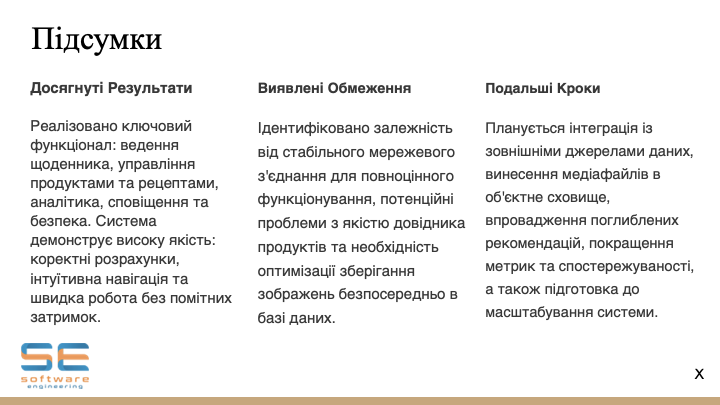 Підсумки
Досягнуті Результати
Реалізовано ключовий
функціонал: ведення
щоденника, управління
продуктами та рецептами,
аналітика, сповіщення та
безпека. Система
демонструє високу якість:
коректні розрахунки,
інтуїтивна навігація та
швидка робота без помітних
затримок.
Виявлені Обмеження
Ідентифіковано залежність
від стабільного мережевого
з'єднання для повноцінного
функціонування, потенційні
проблеми з якістю довідника
продуктів та необхідність
оптимізації зберігання
зображень безпосередньо в
базі даних.
Подальші Кроки
Планується інтеграція із
зовнішніми джерелами даних,
винесення медіафайлів в
об'єктне сховище,
впровадження поглиблених
рекомендацій, покращення
метрик та спостережуваності,
а також підготовка до
масштабування системи.
SE
software
engineering
x